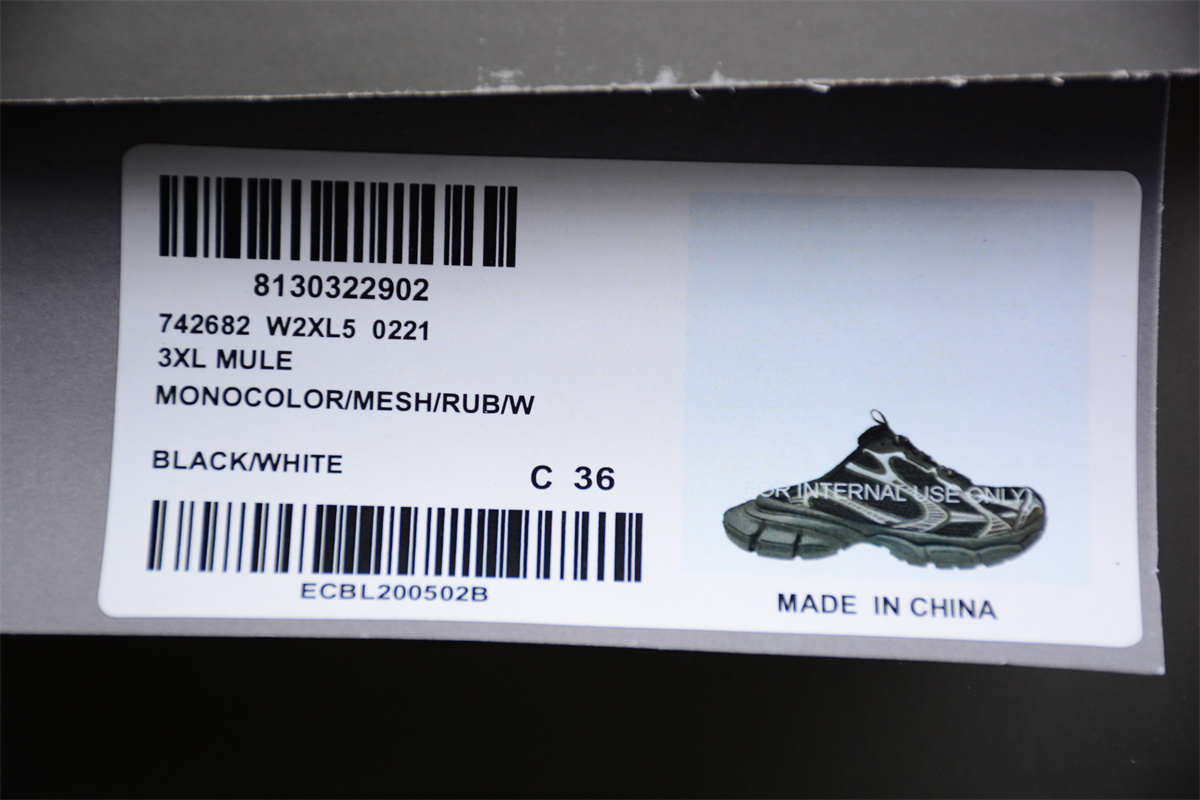 8130322902
742682 W2XL5 0221
3XL MULE
MONOCOLOR/MESH/RUB/W
BLACK/WHITE
C 36
ECBL200502B
FOR INTERNAL USE ONLY)
MADE IN CHINA